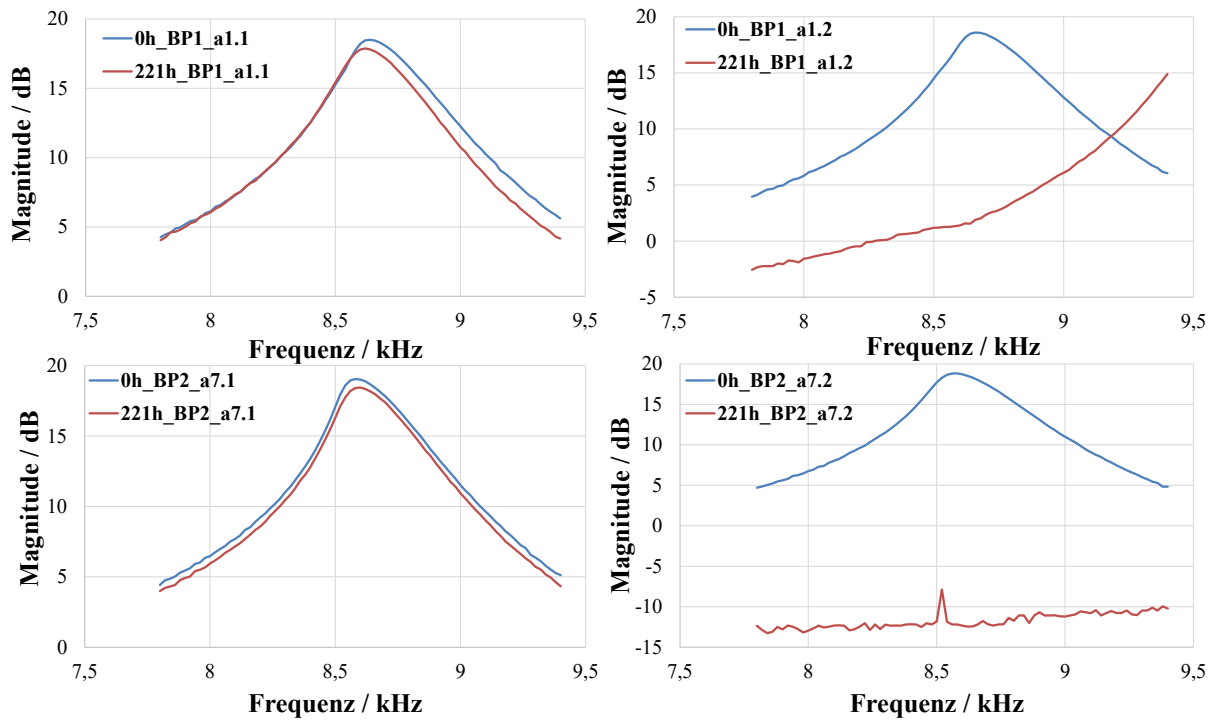 20
15
10
5
0
Magnitude / dB
0h_BP1_a1.1
221h_BP1_a1.1
7,5
8
8,5
9
9,5
Frequenz / kHz
20
15
10
5
0
-5
Magnitude / dB
0h_BP1_a1.2
221h_BP1_a1.2
7,5
8
8,5
9
9,5
Frequenz / kHz
20
15
10
5
0
Magnitude / dB
0h_BP2_a7.1
221h_BP2_a7.1
7,5
8
8,5
9
9,5
Frequenz / kHz
20
15
10
5
0
-5
-10
-15
Magnitude / dB
0h_BP2_a7.2
221h_BP2_a7.2
7,5
8
8,5
9
9,5
Frequenz / kHz